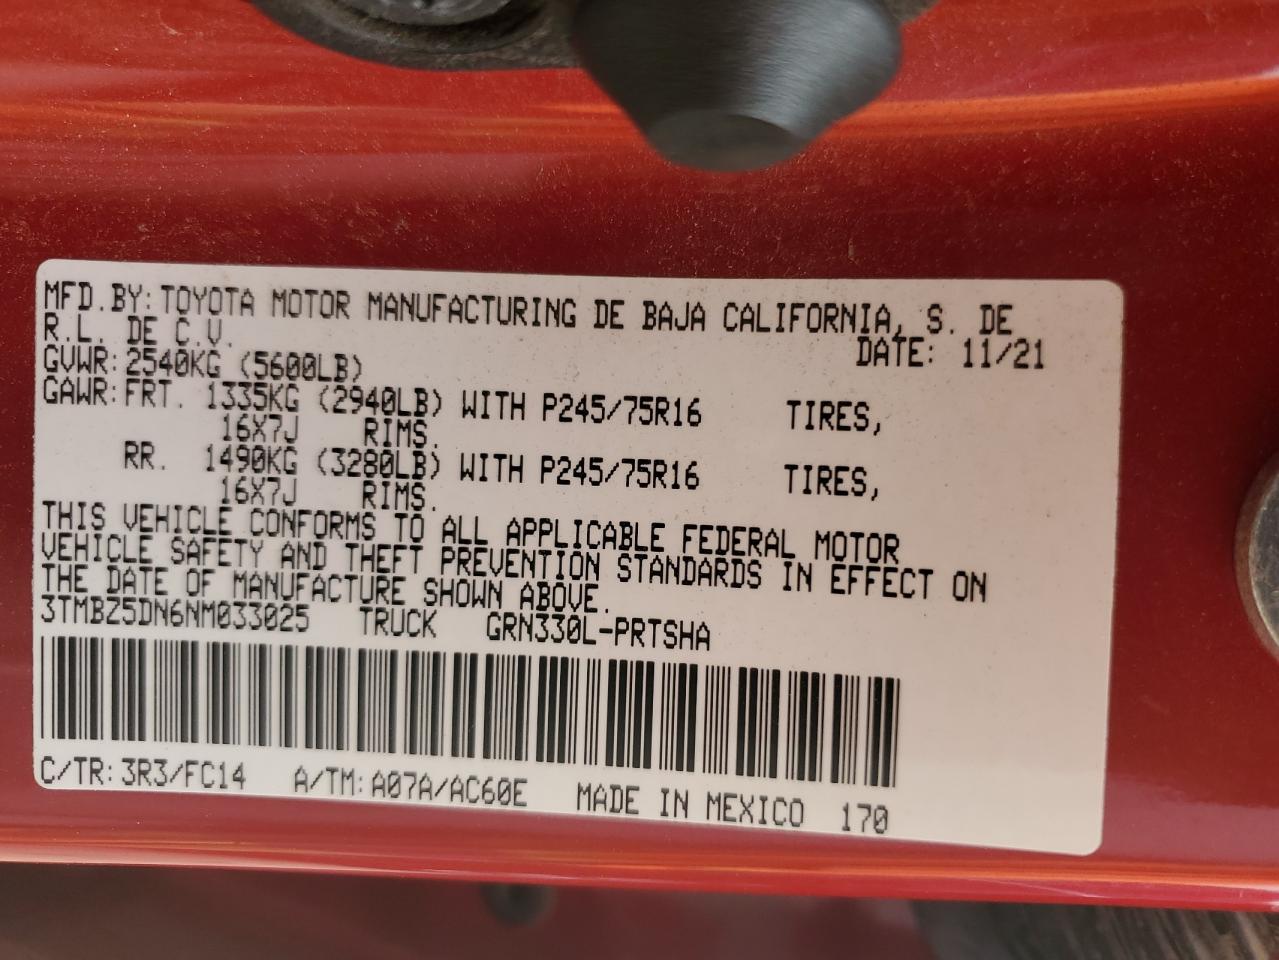 MFD.BY: TOYOTA MOTOR MANUFACTURING DE BAJA CALIFORNIA, S. DE
R.L. DE C.V. DATE: 11/21
GVWR: 2540KG (5600LB)
GAWR: FRT. 1335KG (2940LB) WITH P245/75R16 TIRES,
16X7J RIMS.
RR. 1490KG (3280LB) WITH P245/75R16 TIRES,
16X7J RIMS.
THIS VEHICLE CONFORMS TO ALL APPLICABLE FEDERAL MOTOR
VEHICLE SAFETY AND THEFT PREVENTION STANDARDS IN EFFECT ON
THE DATE OF MANUFACTURE SHOWN ABOVE.
3TMBZ5DN6NM033025 TRUCK GRN330L-PRTSHA
C/TR: 3R3/FC14 A/TM: A07A/AC60E MADE IN MEXICO 170